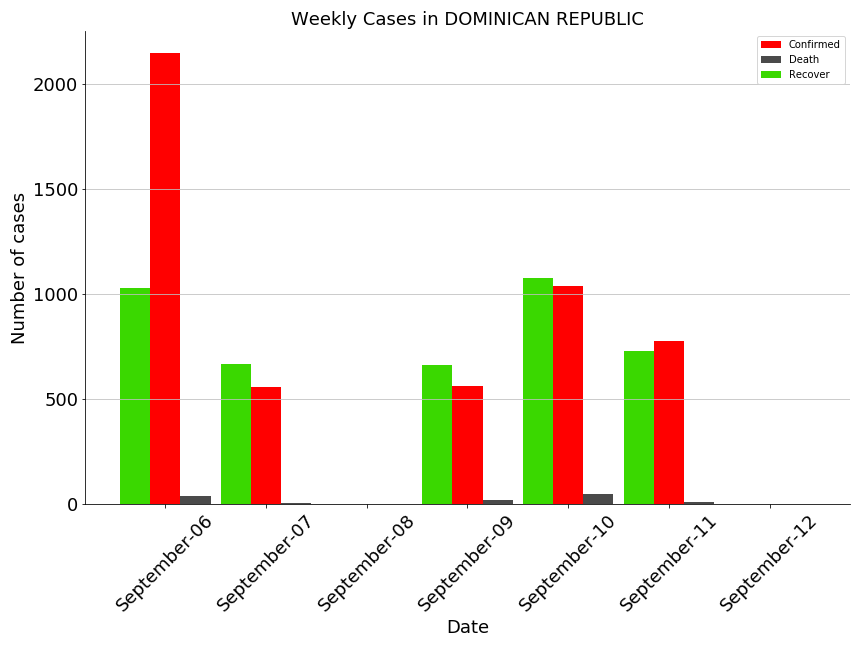 Weekly Cases in DOMINICAN REPUBLIC
Confirmed
Death
Recover
Number of cases
2000
1500
1000
500
0
September-06
September-07
September-08
September-09
September-10
September-11
September-12
Date